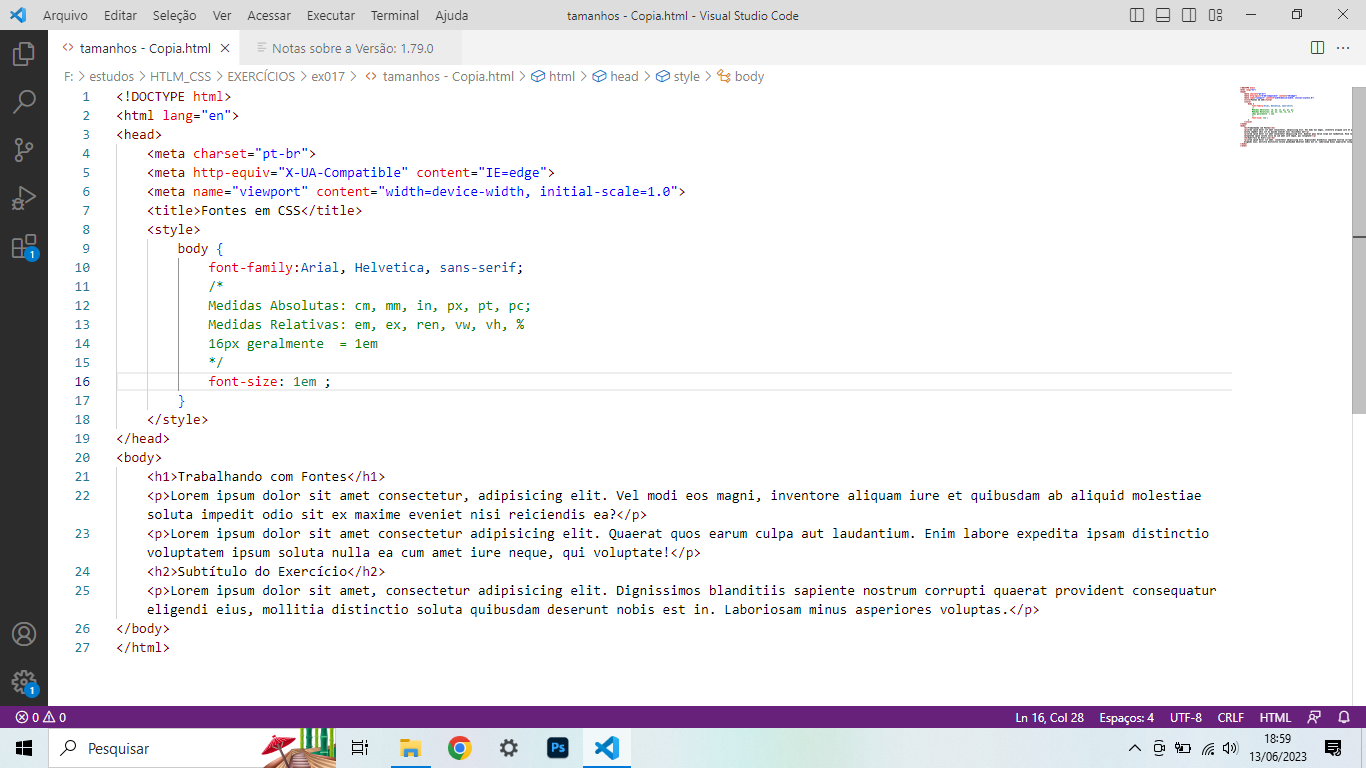 Arquivo Editar Seleção Ver Acessar Executar Terminal Ajuda tamanhos - Copia.html - Visual Studio Code
tamanhos - Copia.html Notas sobre a Versão: 1.79.0
F: > estudos > HTLM_CSS > EXERCÍCIOS > ex017 > tamanhos - Copia.html > html > head > style > body
1 <!DOCTYPE html>
2 <html lang="en">
3 <head>
4 <meta charset="pt-br">
5 <meta http-equiv="X-UA-Compatible" content="IE=edge">
6 <meta name="viewport" content="width=device-width, initial-scale=1.0">
7 <title>Fontes em CSS</title>
8 <style>
9 body {
10 font-family:Arial, Helvetica, sans-serif;
11 /*
12 Medidas Absolutas: cm, mm, in, px, pt, pc;
13 Medidas Relativas: em, ex, ren, vw, vh, %
14 16px geralmente  = 1em
15 */
16 font-size: 1em ;
17 }
18 </style>
19 </head>
20 <body>
21 <h1>Trabalhando com Fontes</h1>
22 <p>Lorem ipsum dolor sit amet consectetur, adipisicing elit. Vel modi eos magni, inventore aliquam iure et quibusdam ab aliquid molestiae
soluta impedit odio sit ex maxime eveniet nisi reiciendis ea?</p>
23 <p>Lorem ipsum dolor sit amet consectetur adipisicing elit. Quaerat quos earum culpa aut laudantium. Enim labore expedita ipsam distinctio
voluptatem ipsum soluta nulla ea cum amet iure neque, qui voluptate!</p>
24 <h2>Subtítulo do Exercício</h2>
25 <p>Lorem ipsum dolor sit amet, consectetur adipisicing elit. Dignissimos blanditiis sapiente nostrum corrupti quaerat provident consequatur
eligendi eius, mollitia distinctio soluta quibusdam deserunt nobis est in. Laboriosam minus asperiores voluptas.</p>
26 </body>
27 </html>
1
1
0 0 Ln 16, Col 28 Espaços: 4 UTF-8 CRLF HTML
Pesquisar
Ps
18:59
13/06/2023